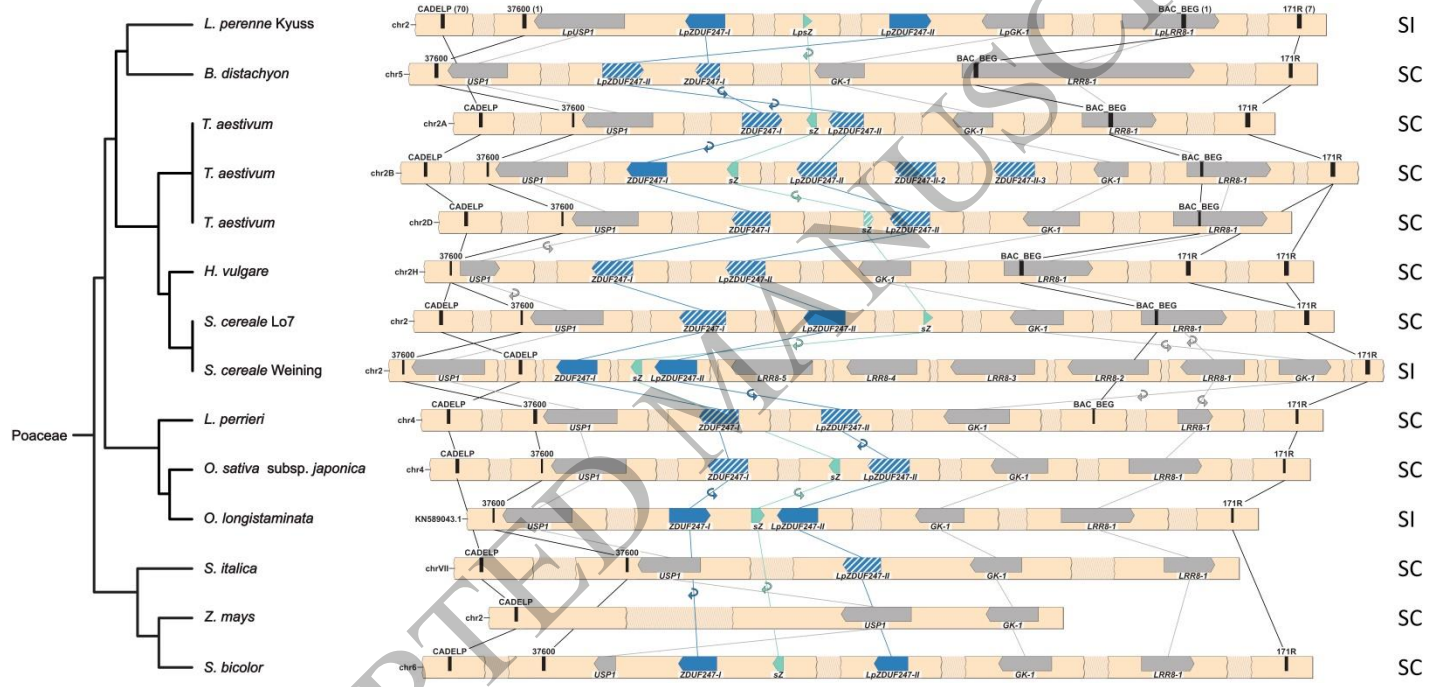 CADELP (70) 37600 (1) BAC_BEG (1) 171R (7)
L. perenne Kyuss chr2 LpUSP1 LpZDUF247-I LpsZ LpZDUF247-II LpGK-1 LpLRR8-1 SI
37600 BAC_BEG 171R
B. distachyon chr5 USP1 LpZDUF247-II ZDUF247-I GK-1 LRR8-1 SC
CADELP 37600 BAC_BEG 171R
T. aestivum chr2A USP1 ZDUF247-I sZ LpZDUF247-II GK-1 LRR8-1 SC
CADELP 37600 BAC_BEG 171R
T. aestivum chr2B USP1 ZDUF247-I sZ LpZDUF247-II ZDUF247-II-2 ZDUF247-II-3 GK-1 LRR8-1 SC
CADELP 37600 BAC_BEG 171R
T. aestivum chr2D USP1 ZDUF247-I sZ LpZDUF247-II GK-1 LRR8-1 SC
37600 BAC_BEG 171R 171R
H. vulgare chr2H USP1 ZDUF247-I LpZDUF247-II GK-1 LRR8-1 SC
CADELP 37600 BAC_BEG 171R
S. cereale Lo7 chr2 USP1 ZDUF247-I LpZDUF247-II sZ GK-1 LRR8-1 SC
37600 CADELP 171R
S. cereale Weining chr2 USP1 ZDUF247-I sZ LpZDUF247-II LRR8-5 LRR8-4 LRR8-3 LRR8-2 LRR8-1 GK-1 SI
CADELP 37600 BAC_BEG 171R
L. perrieri chr4 USP1 ZDUF247-I LpZDUF247-II GK-1 LRR8-1 SC
Poaceae
CADELP 37600 171R
O. sativa subsp. japonica chr4 USP1 ZDUF247-I sZ LpZDUF247-II GK-1 LRR8-1 SC
37600 171R
O. longistaminata KN589043.1 USP1 ZDUF247-I sZ LpZDUF247-II GK-1 LRR8-1 SI
CADELP 37600
S. italica chrVII USP1 LpZDUF247-II GK-1 LRR8-1 SC
CADELP
Z. mays chr2 USP1 GK-1 SC
CADELP 37600 171R
S. bicolor chr6 USP1 ZDUF247-I sZ LpZDUF247-II GK-1 LRR8-1 SC
PTED MANUSC